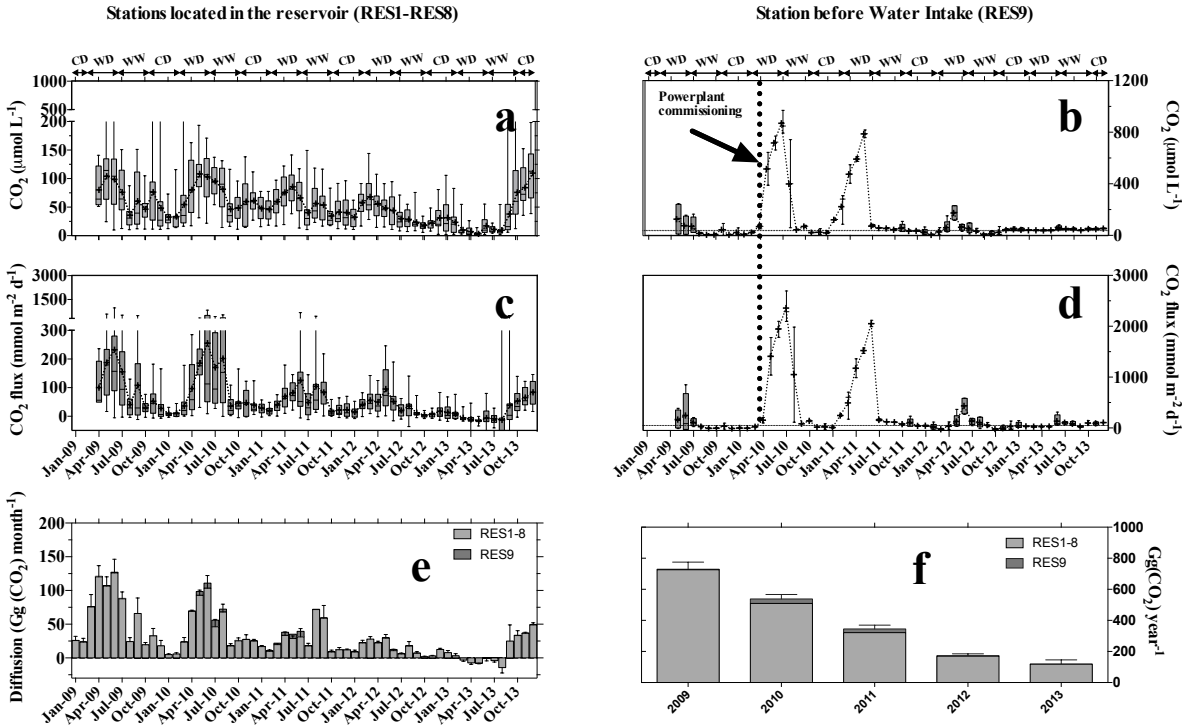 Stations located in the reservoir (RES1-RES8)
Station before Water Intake (RES9)
CD WD WW CD WD WW CD WD WW CD WD WW CD WD WW CD
CD WD WW CD WD WW CD WD WW CD WD WW CD WD WW CD
CO2 (µmol L-1)
1000
500
200
150
100
50
0
a
Powerplant
commissioning
b
1200
800
400
0
CO2 (µmol L-1)
CO2 flux (mmol m-2 d-1)
3000
1500
300
200
100
0
c
d
3000
2000
1000
0
CO2 flux (mmol m-2 d-1)
Jan-09 Apr-09 Jul-09 Oct-09 Jan-10 Apr-10 Jul-10 Oct-10 Jan-11 Apr-11 Jul-11 Oct-11 Jan-12 Apr-12 Jul-12 Oct-12 Jan-13 Apr-13 Jul-13 Oct-13
Jan-09 Apr-09 Jul-09 Oct-09 Jan-10 Apr-10 Jul-10 Oct-10 Jan-11 Apr-11 Jul-11 Oct-11 Jan-12 Apr-12 Jul-12 Oct-12 Jan-13 Apr-13 Jul-13 Oct-13
Diffusion (Gg (CO2) month-1)
200
150
100
50
0
RES1-8
RES9
e
Jan-09 Apr-09 Jul-09 Oct-09 Jan-10 Apr-10 Jul-10 Oct-10 Jan-11 Apr-11 Jul-11 Oct-11 Jan-12 Apr-12 Jul-12 Oct-12 Jan-13 Apr-13 Jul-13 Oct-13
RES1-8
RES9
f
1000
800
600
400
200
0
Gg(CO2) year-1
2009 2010 2011 2012 2013